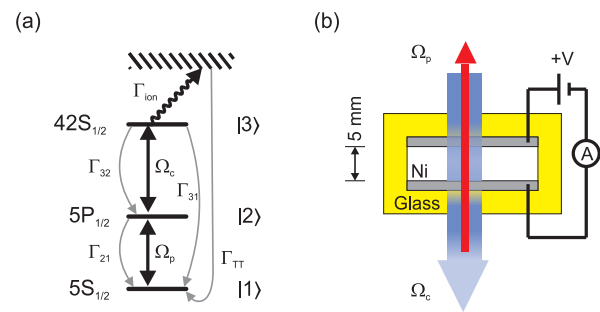 (a)
Γion
42S1/2
|3⟩
Γ32
Ωc
Γ31
5P1/2
|2⟩
Γ21
Ωp
ΓTT
5S1/2
|1⟩
(b)
Ωp
+V
5 mm
A
Ni
Glass
Ωc